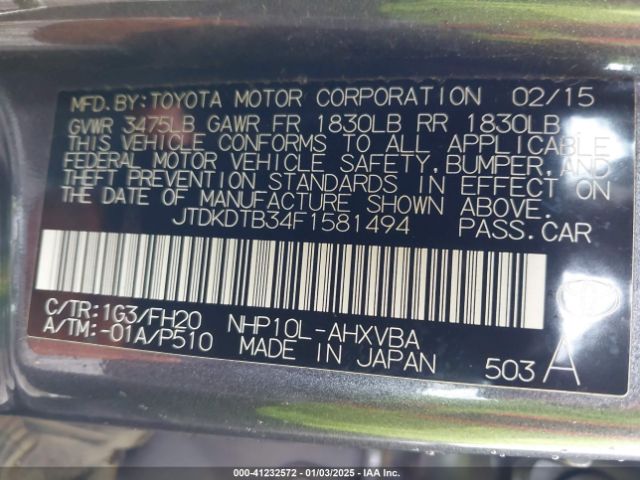 MFD. BY: TOYOTA MOTOR CORPORATION 02/15
GVWR 3475LB GAWR FR 1830LB RR 1830LB
THIS VEHICLE CONFORMS TO ALL APPLICABLE
FEDERAL MOTOR VEHICLE SAFETY, BUMPER, AND
THEFT PREVENTION STANDARDS IN EFFECT ON
THE DATE OF MANUFACTURE SHOWN ABOVE.
JTDKDTB34F1581494 PASS. CAR
C/TR: 1G3/FH20 NHP10L-AHXVBA
A/TM: -01A/P510 MADE IN JAPAN 503 A
000-41232572 — 01/03/2025 — IAA Inc.